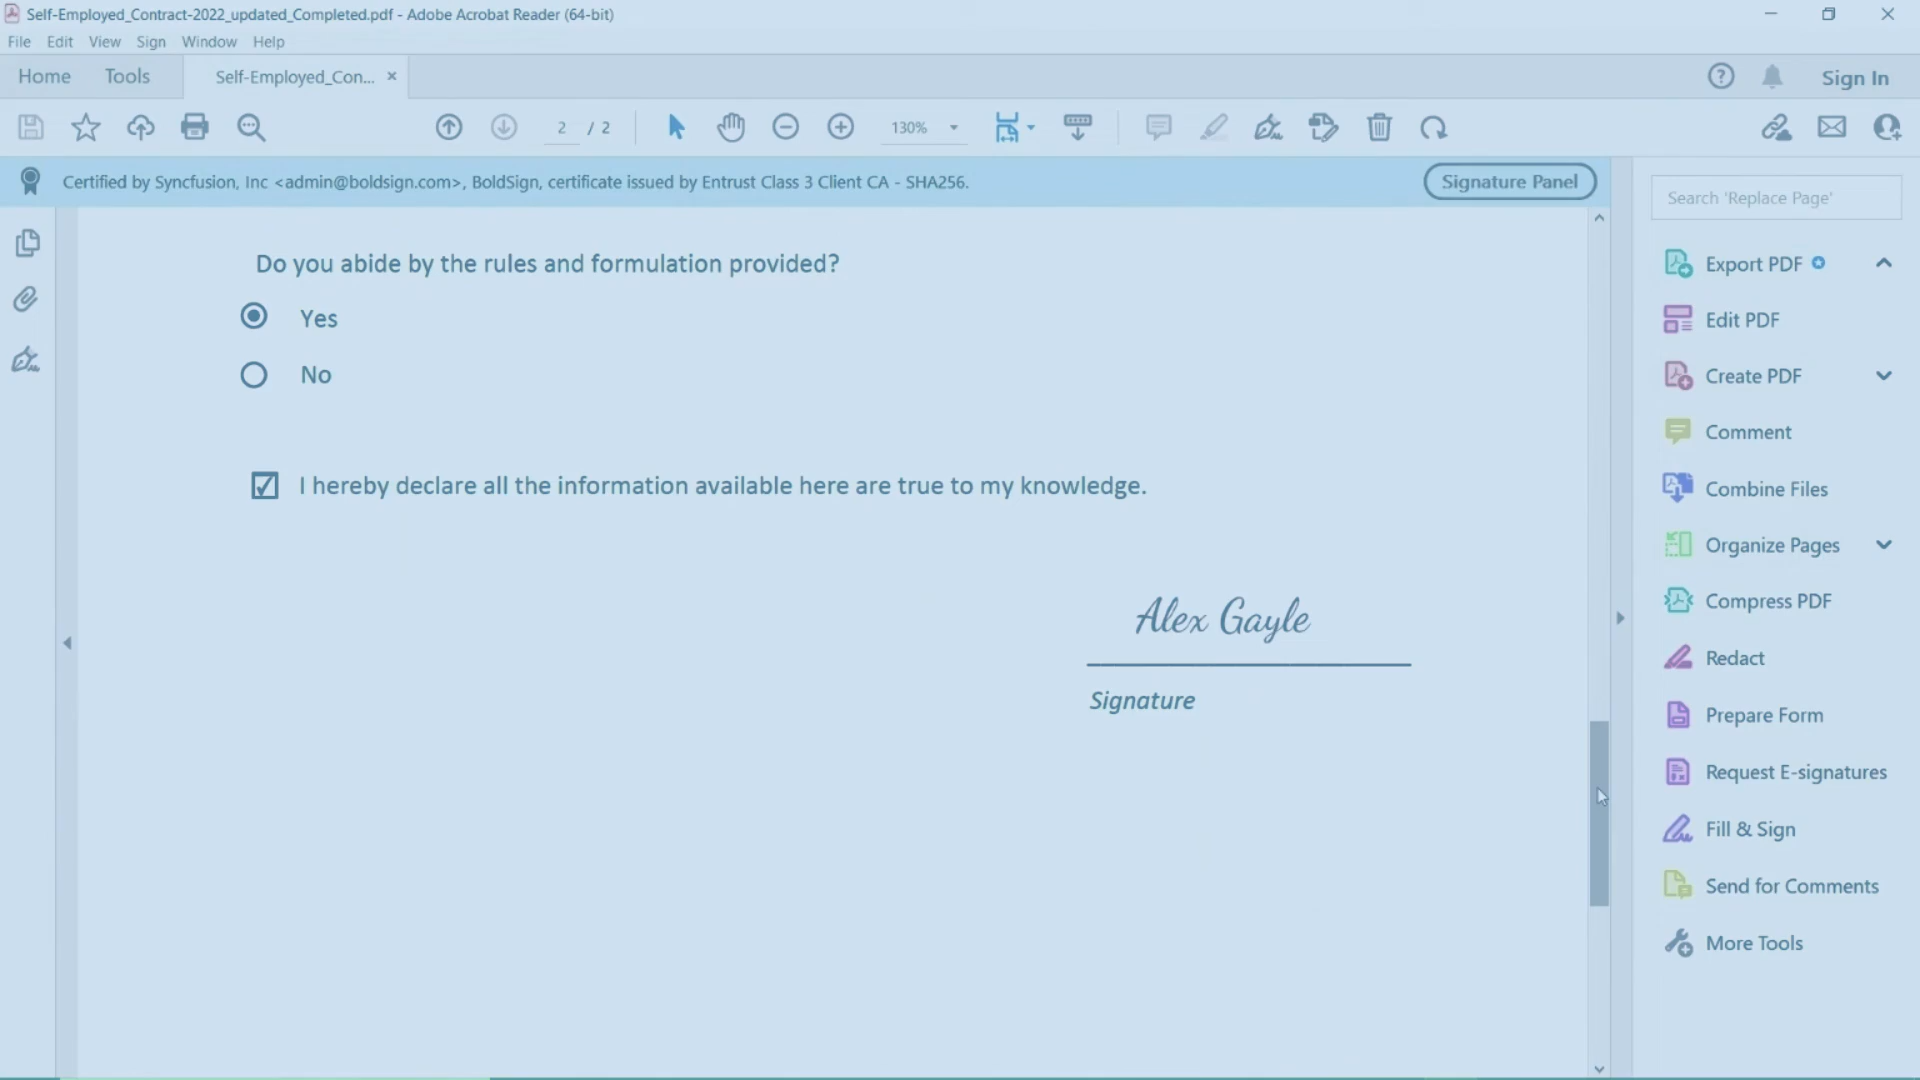 Self-Employed_Contract-2022_updated_Completed.pdf - Adobe Acrobat Reader (64-bit)
File Edit View Sign Window Help
Home Tools Self-Employed_Con... × Sign In
2 / 2 130%
Certified by Syncfusion, Inc <admin@boldsign.com>, BoldSign, certificate issued by Entrust Class 3 Client CA - SHA256. Signature Panel
Search 'Replace Page'
Do you abide by the rules and formulation provided?
Yes
No
I hereby declare all the information available here are true to my knowledge.
Alex Gayle
Signature
Export PDF
Edit PDF
Create PDF
Comment
Combine Files
Organize Pages
Compress PDF
Redact
Prepare Form
Request E-signatures
Fill & Sign
Send for Comments
More Tools